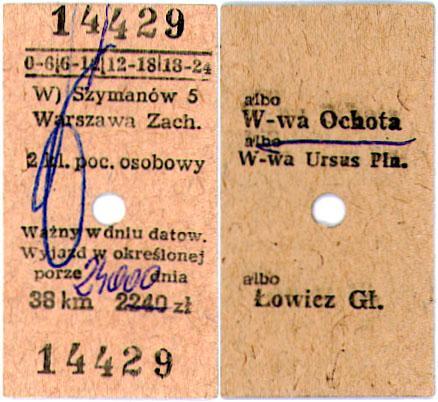 14429
0-6|6-12|12-18|18-24
W) Szymanów 5
Warszawa Zach.
2 kl. poc. osobowy
Ważny w dniu datow.
Wyjazd w określonej
porze dnia
24000
38 km 2240 zł
14429
albo
W-wa Ochota
albo
W-wa Ursus Płn.
albo
Łowicz Gł.